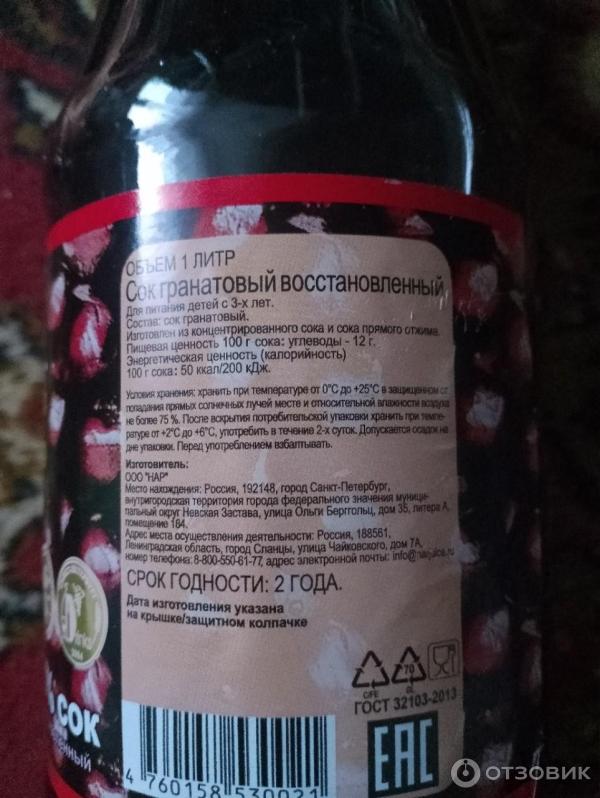 ОБЪЕМ 1 ЛИТР
Сок гранатовый восстановленный
Для питания детей с 3-х лет.
Состав: сок гранатовый.
Изготовлен из концентрированного сока и сока прямого отжима.
Пищевая ценность 100 г сока: углеводы - 12 г.
Энергетическая ценность (калорийность)
100 г сока: 50 ккал/200 кДж.
Условия хранения: хранить при температуре от 0°С до +25°С в защищенном от
попадания прямых солнечных лучей месте и относительной влажности воздуха
не более 75 %. После вскрытия потребительской упаковки хранить при темпе-
ратуре от +2°С до +6°С, употребить в течение 2-х суток. Допускается осадок на
дне упаковки. Перед употреблением взбалтывать.
Изготовитель:
ООО "НАР"
Место нахождения: Россия, 192148, город Санкт-Петербург,
внутригородская территория города федерального значения муници-
пальный округ Невская Застава, улица Ольги Берггольц, дом 35, литера А,
помещение 184.
Адрес места осуществления деятельности: Россия, 188561,
Ленинградская область, город Сланцы, улица Чайковского, дом 7А,
номер телефона: 8-800-550-61-77, адрес электронной почты: info@narjuice.ru
СРОК ГОДНОСТИ: 2 ГОДА.
Дата изготовления указана
на крышке/защитном колпачке
70
C/FE GL
ГОСТ 32103-2013
СОК
4 760158 530021
EAC
ОТЗОВИК